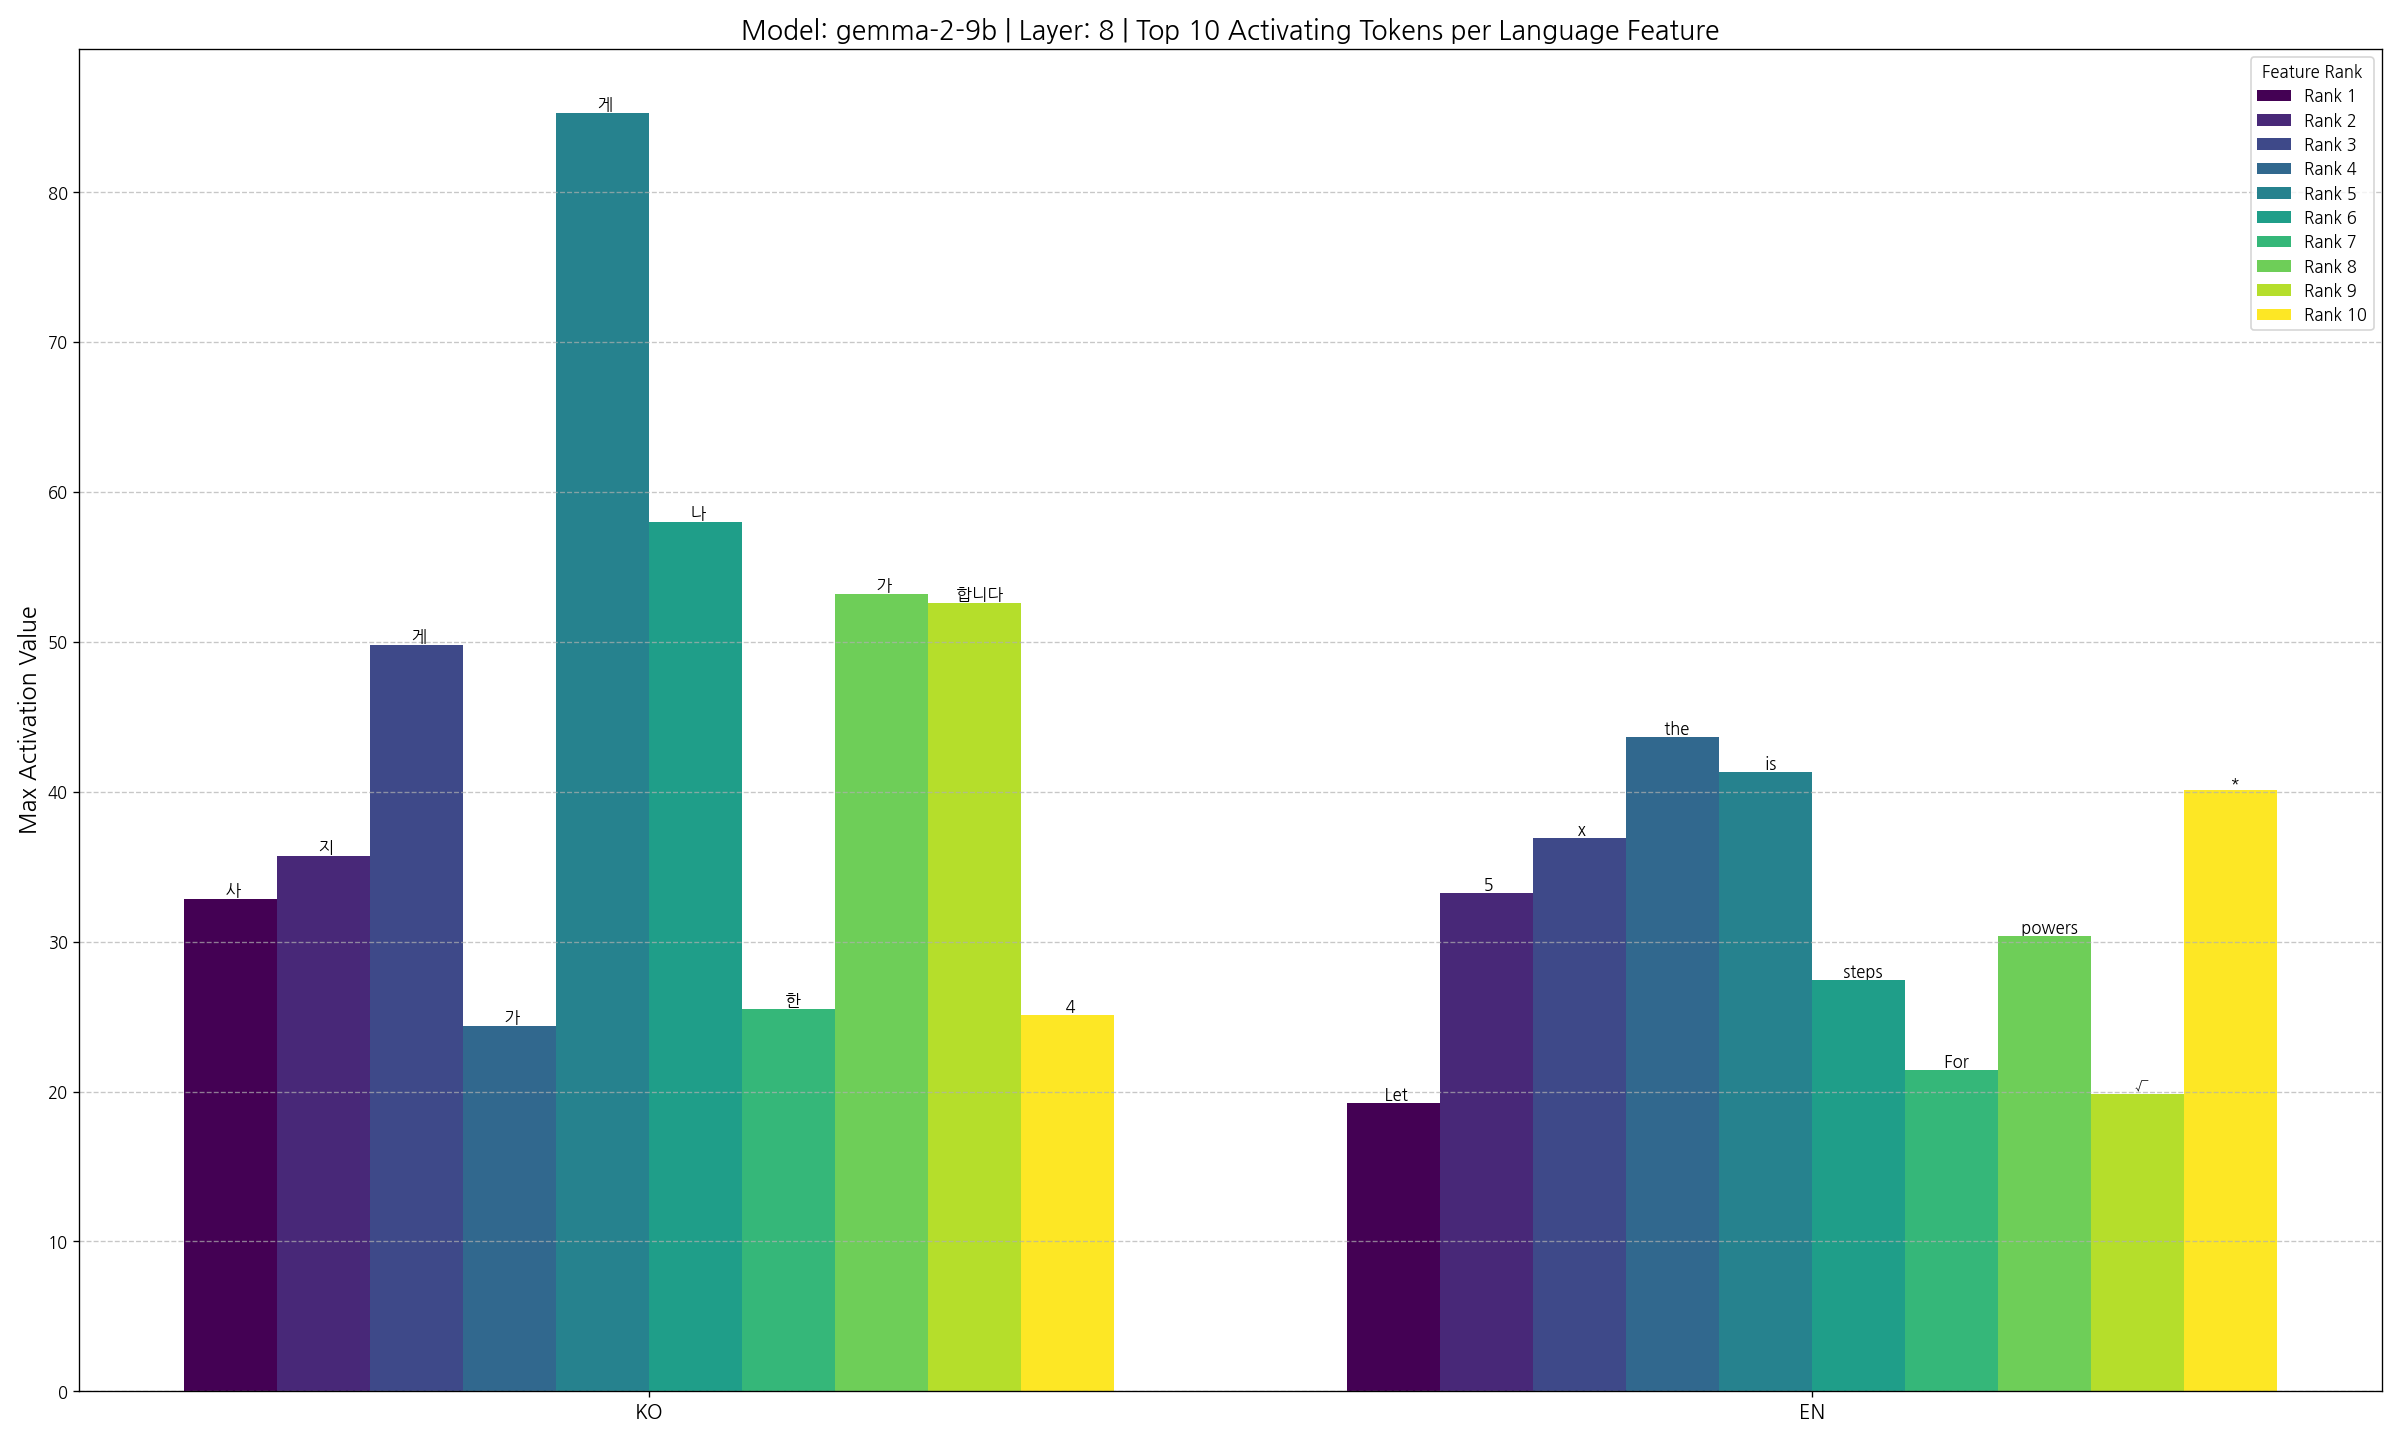 Model: gemma-2-9b | Layer: 8 | Top 10 Activating Tokens per Language Feature
Feature Rank
Rank 1
Rank 2
Rank 3
Rank 4
Rank 5
Rank 6
Rank 7
Rank 8
Rank 9
Rank 10
Max Activation Value
80
70
60
50
40
30
20
10
0
사
지
게
가
게
나
한
가
합니다
4
Let
5
x
the
is
steps
For
powers
√
*
KO
EN